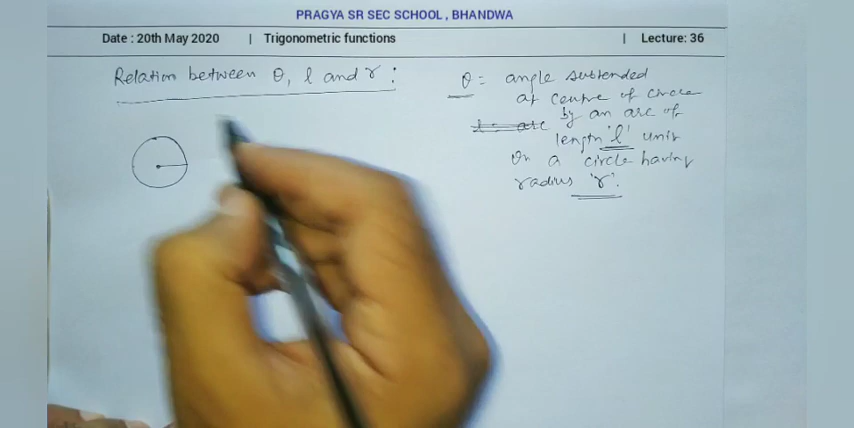 PRAGYA SR SEC SCHOOL , BHANDWA
Date : 20th May 2020 | Trigonometric functions | Lecture: 36
Relation between θ, l and r :
θ = angle subtended
at centre of circle
l = arc by an arc of
length 'l' unit
on a circle having
radius 'r'.